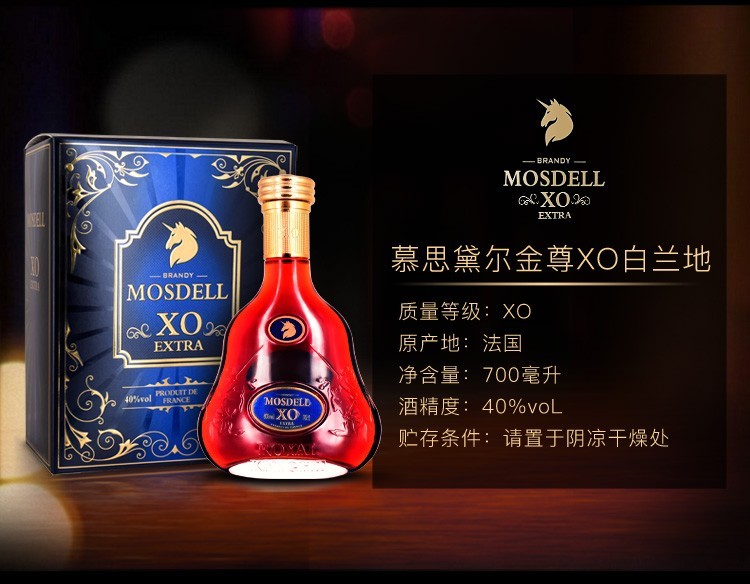 BRANDY
MOSDELL
XO
EXTRA
慕思黛尔金尊XO白兰地
质量等级：XO
原产地：法国
净含量：700毫升
酒精度：40%voL
贮存条件：请置于阴凉干燥处
MOSDELL
XO
EXTRA
BRANDY
MOSDELL
XO
EXTRA
40%vol
PRODUIT DE
FRANCE
MOSDELL
XO
EXTRA